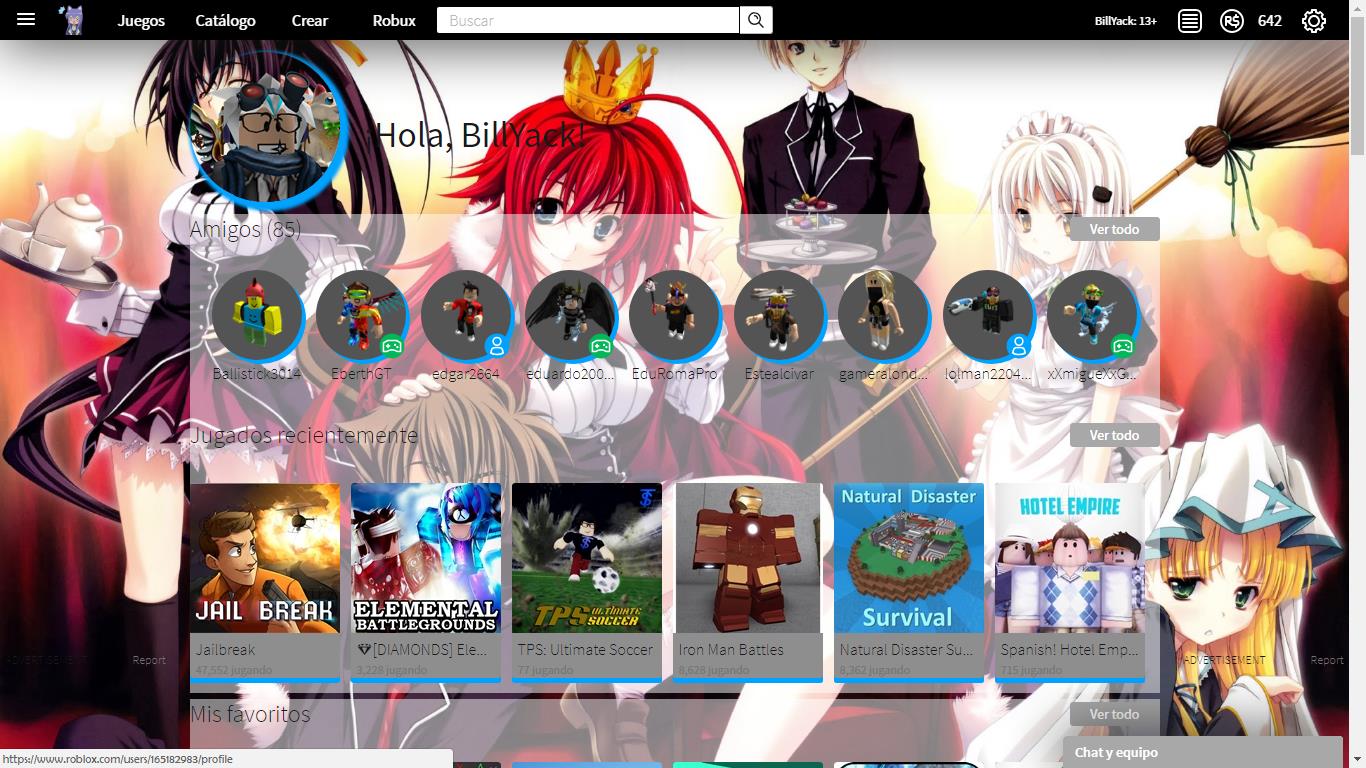 Juegos Catálogo Crear Robux Buscar BillYack: 13+ R$ 642
Hola, BillYack!
Amigos (85) Ver todo
Ballistick3014 EberthGT edgar2664 eduardo200... EduRomaPro Estealcivar gameralond... lolman2204... xXmigueXxG...
Jugados recientemente Ver todo
JAIL BREAK
ELEMENTAL
BATTLEGROUNDS
TPS ULTIMATE
SOCCER
Natural Disaster
Survival
HOTEL EMPIRE
Jailbreak [DIAMONDS] Ele... TPS: Ultimate Soccer Iron Man Battles Natural Disaster Su... Spanish! Hotel Emp...
47,552 jugando 3,228 jugando 77 jugando 8,628 jugando 8,362 jugando 715 jugando
ADVERTISEMENT Report ADVERTISEMENT Report
Mis favoritos Ver todo
Chat y equipo
https://www.roblox.com/users/165182983/profile